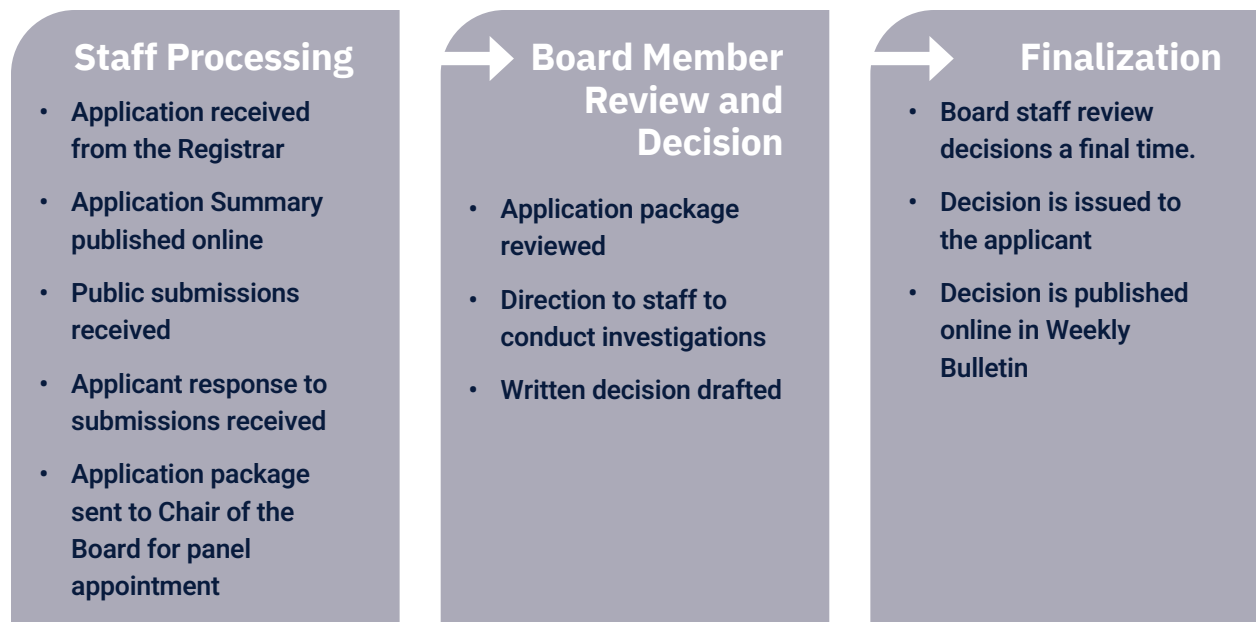 Staff Processing
• Application received
from the Registrar
• Application Summary
published online
• Public submissions
received
• Applicant response to
submissions received
• Application package
sent to Chair of the
Board for panel
appointment
Board Member
Review and
Decision
• Application package
reviewed
• Direction to staff to
conduct investigations
• Written decision drafted
Finalization
• Board staff review
decisions a final time.
• Decision is issued to
the applicant
• Decision is published
online in Weekly
Bulletin